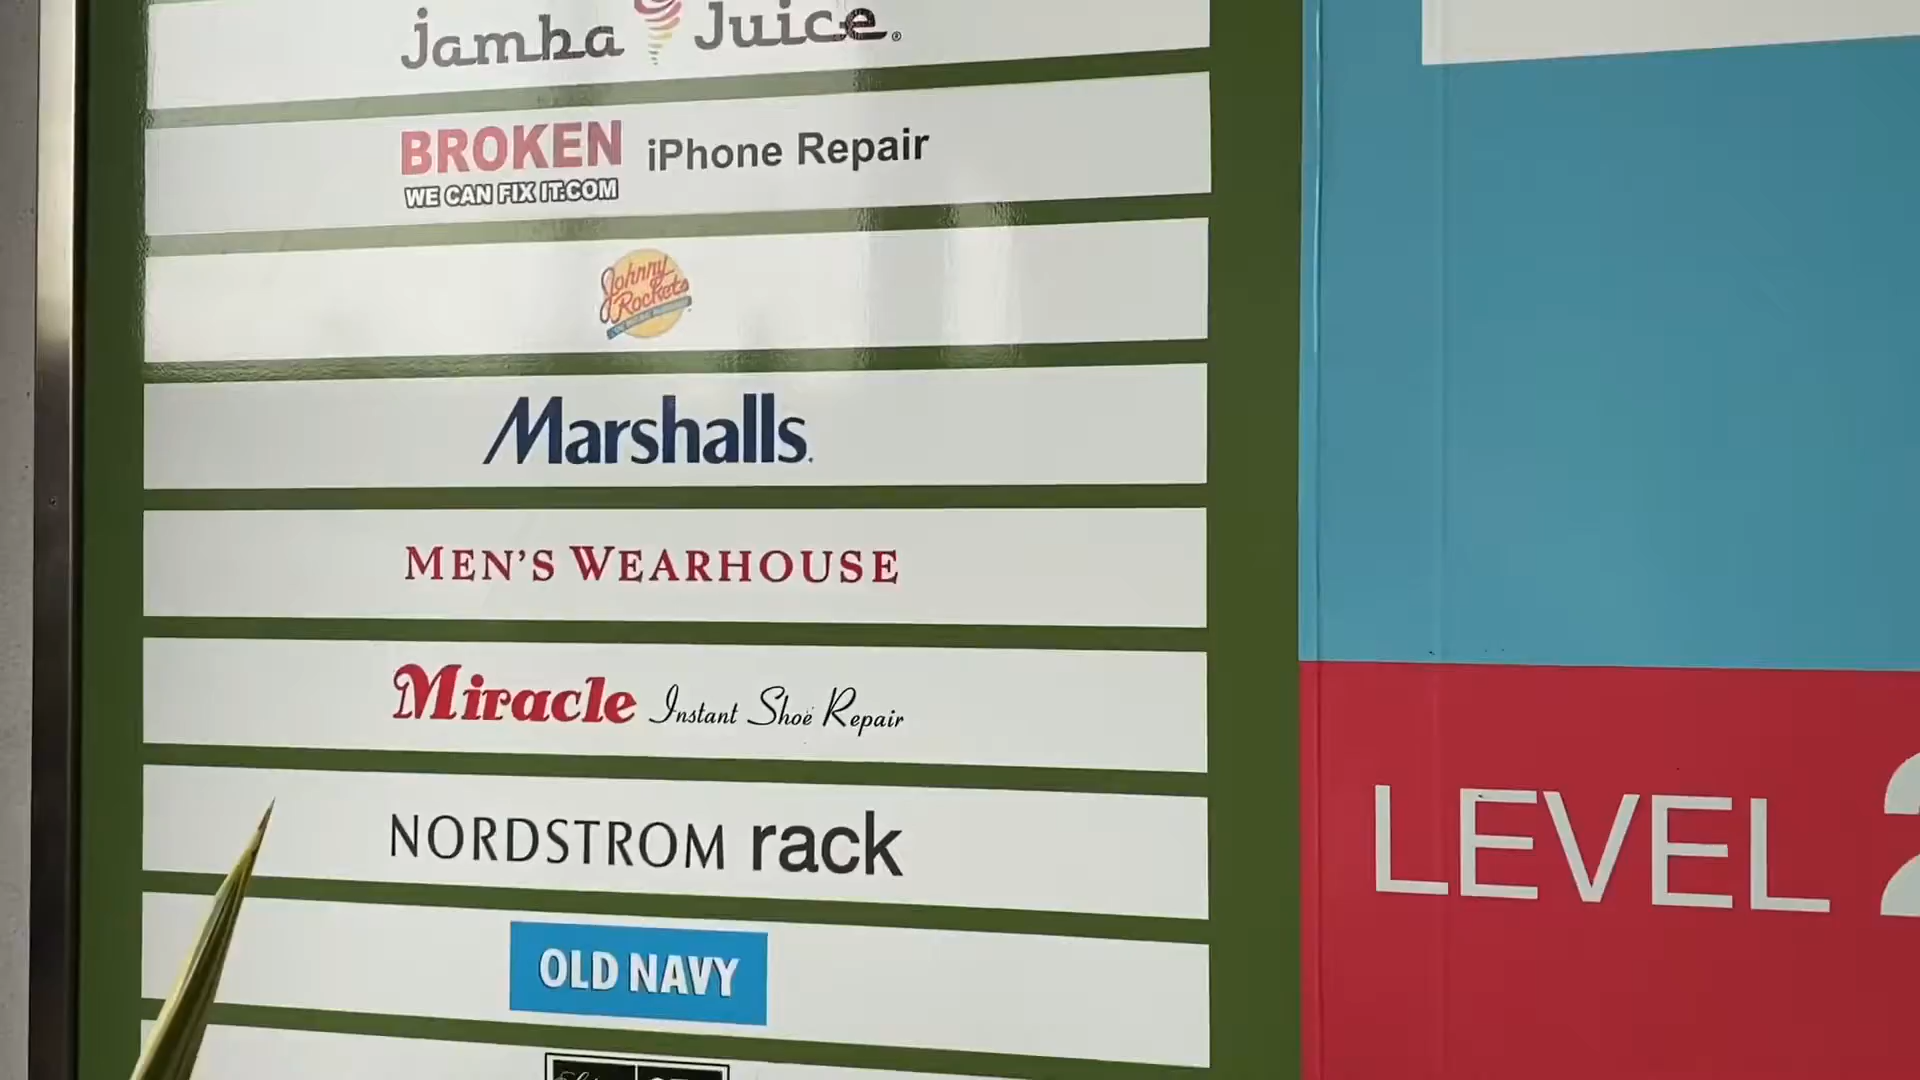 jamba Juice®
BROKEN iPhone Repair
WE CAN FIX IT.COM
Johnny
Rockets
Marshalls.
MEN'S WEARHOUSE
Miracle Instant Shoe Repair
NORDSTROM rack
OLD NAVY
LEVEL 2